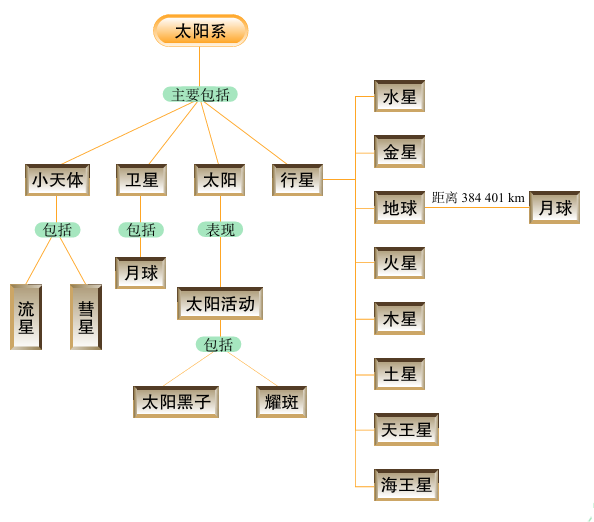 太阳系
主要包括
小天体
卫星
太阳
行星
包括
包括
表现
流星
彗星
月球
太阳活动
包括
太阳黑子
耀斑
水星
金星
地球
距离 384 401 km
月球
火星
木星
土星
天王星
海王星